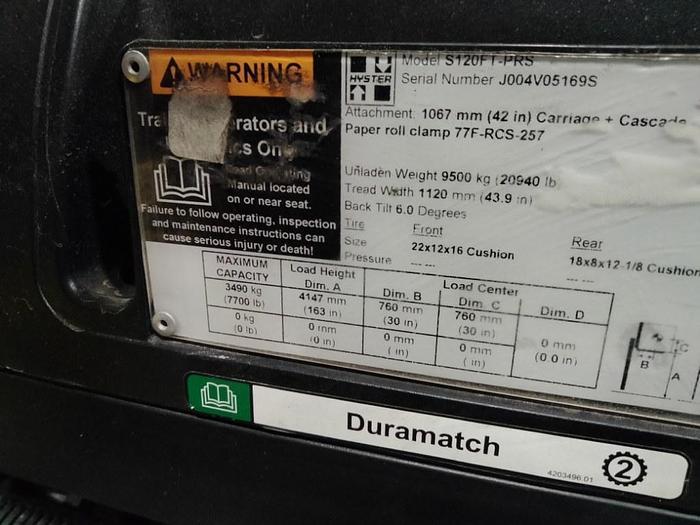 WARNING
Tra erators and
cs On
Manual located
on or near seat.
Failure to follow operating, inspection
and maintenance instructions can
cause serious injury or death!
HYSTER
Model S120FT-PRS
Serial Number J004V05169S
Attachment: 1067 mm (42 in) Carriage + Cascade
Paper roll clamp 77F-RCS-257
Unladen Weight 9500 kg (20940 lb
Tread Width 1120 mm (43.9 in)
Back Tilt 6.0 Degrees
Tire Front Rear
Size 22x12x16 Cushion 18x8x12-1/8 Cushion
Pressure --- --- --- ---
MAXIMUM CAPACITY Load Height Load Center
Dim. A Dim. B Dim. C Dim. D
3490 kg 4147 mm 760 mm 760 mm
(7700 lb) (163 in) (30 in) (30 in)
0 kg 0 mm 0 mm 0 mm 0 mm
(0 lb) (0 in) ( in) ( in) (0.0 in)
B A C
Duramatch
4203496.01
2